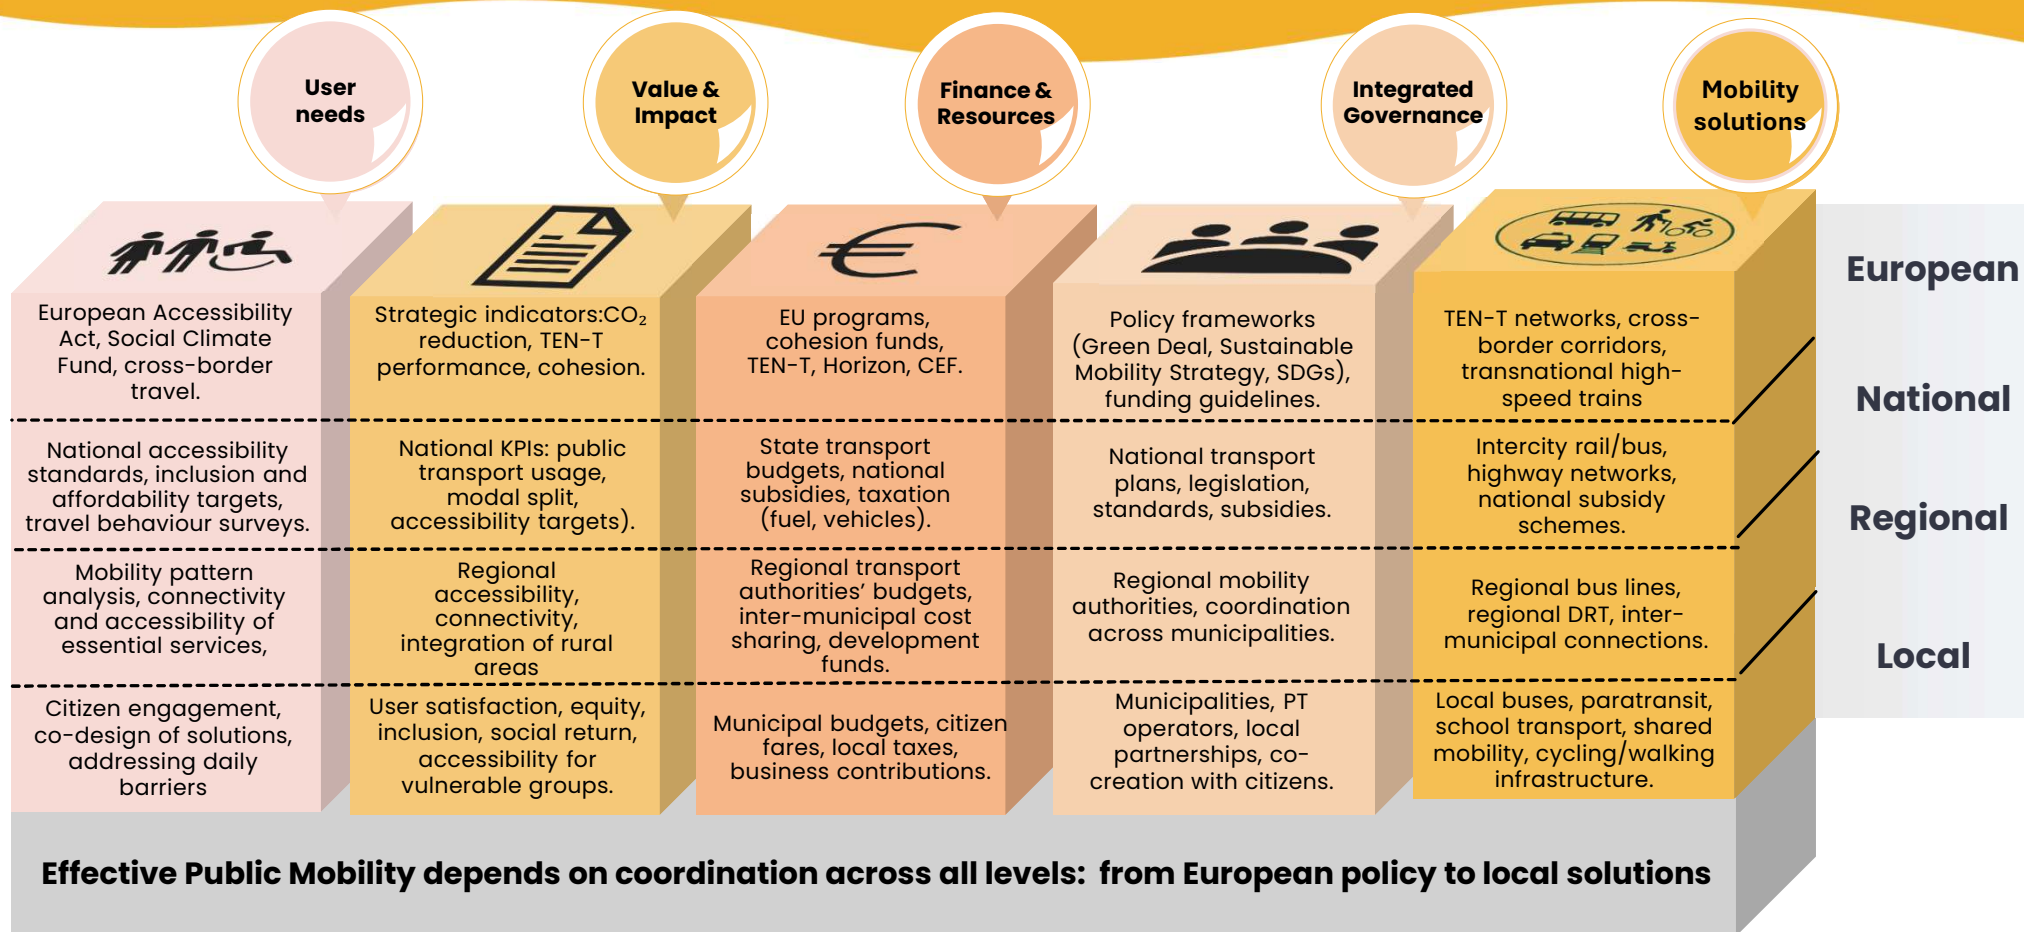 User
needs
Value &
Impact
Finance &
Resources
Integrated
Governance
Mobility
solutions
European Accessibility
Act, Social Climate
Fund, cross-border
travel.
Strategic indicators:CO₂
reduction, TEN-T
performance, cohesion.
EU programs,
cohesion funds,
TEN-T, Horizon, CEF.
Policy frameworks
(Green Deal, Sustainable
Mobility Strategy, SDGs),
funding guidelines.
TEN-T networks, cross-
border corridors,
transnational high-
speed trains
European
National accessibility
standards, inclusion and
affordability targets,
travel behaviour surveys.
National KPIs: public
transport usage,
modal split,
accessibility targets).
State transport
budgets, national
subsidies, taxation
(fuel, vehicles).
National transport
plans, legislation,
standards, subsidies.
Intercity rail/bus,
highway networks,
national subsidy
schemes.
National
Mobility pattern
analysis, connectivity
and accessibility of
essential services,
Regional
accessibility,
connectivity,
integration of rural
areas
Regional transport
authorities’ budgets,
inter-municipal cost
sharing, development
funds.
Regional mobility
authorities, coordination
across municipalities.
Regional bus lines,
regional DRT, inter-
municipal connections.
Regional
Citizen engagement,
co-design of solutions,
addressing daily
barriers
User satisfaction, equity,
inclusion, social return,
accessibility for
vulnerable groups.
Municipal budgets, citizen
fares, local taxes,
business contributions.
Municipalities, PT
operators, local
partnerships, co-
creation with citizens.
Local buses, paratransit,
school transport, shared
mobility, cycling/walking
infrastructure.
Local
Effective Public Mobility depends on coordination across all levels: from European policy to local solutions